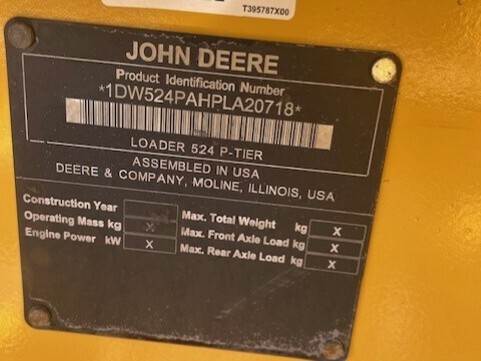 T395787X00
JOHN DEERE
Product Identification Number
*1DW524PAHPLA20718*
LOADER 524 P-TIER
ASSEMBLED IN USA
DEERE & COMPANY, MOLINE, ILLINOIS, USA
Construction Year
Operating Mass kg X
Engine Power kW X
Max. Total Weight kg X
Max. Front Axle Load kg X
Max. Rear Axle Load kg X